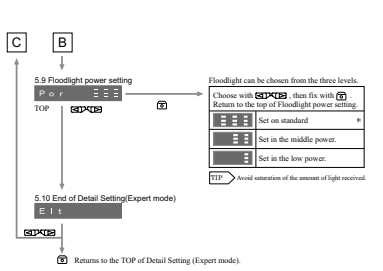 C B
5.9 Floodlight power setting
Por
TOP
Floodlight can be chosen from the three levels.
Choose with , then fix with .
Return to the top of Floodlight power setting.
Set on standard *
Set in the middle power.
Set in the low power.
TIP Avoid saturation of the amount of light received.
5.10 End of Detail Setting(Expert mode)
Elt
Returns to the TOP of Detail Setting (Expert mode).